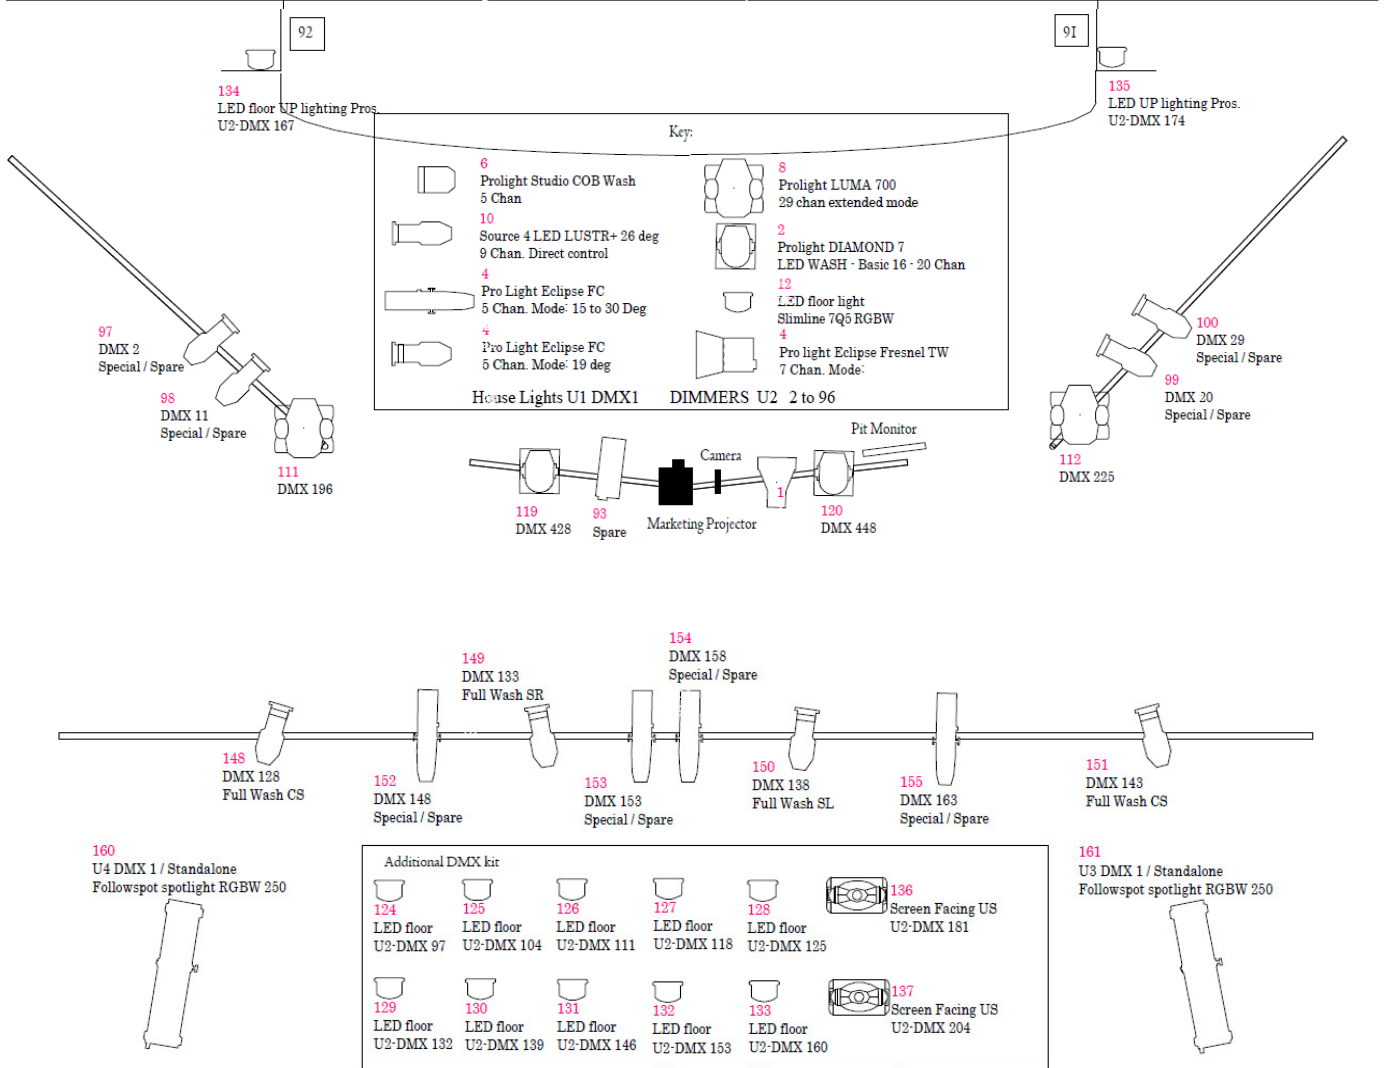 92
91
134
LED floor UP lighting Pros.
U2-DMX 167
135
LED UP lighting Pros.
U2-DMX 174
Key:
6
Prolight Studio COB Wash
5 Chan
10
Source 4 LED LUSTR+ 26 deg
9 Chan. Direct control
4
Pro Light Eclipse FC
5 Chan. Mode: 15 to 30 Deg
4
Pro Light Eclipse FC
5 Chan. Mode: 19 deg
8
Prolight LUMA 700
29 chan extended mode
2
Prolight DIAMOND 7
LED WASH - Basic 16 - 20 Chan
12
LED floor light
Slimline 7Q5 RGBW
4
Pro light Eclipse Fresnel TW
7 Chan. Mode:
House Lights U1 DMX1 DIMMERS U2 2 to 96
97
DMX 2
Special / Spare
98
DMX 11
Special / Spare
111
DMX 196
100
DMX 29
Special / Spare
99
DMX 20
Special / Spare
112
DMX 225
Pit Monitor
Camera
1
119
DMX 428
93
Spare
Marketing Projector
120
DMX 448
154
DMX 158
Special / Spare
149
DMX 133
Full Wash SR
148
DMX 128
Full Wash CS
152
DMX 148
Special / Spare
153
DMX 153
Special / Spare
150
DMX 138
Full Wash SL
155
DMX 163
Special / Spare
151
DMX 143
Full Wash CS
160
U4 DMX 1 / Standalone
Followspot spotlight RGBW 250
161
U3 DMX 1 / Standalone
Followspot spotlight RGBW 250
Additional DMX kit
124
LED floor
U2-DMX 97
125
LED floor
U2-DMX 104
126
LED floor
U2-DMX 111
127
LED floor
U2-DMX 118
128
LED floor
U2-DMX 125
136
Screen Facing US
U2-DMX 181
129
LED floor
U2-DMX 132
130
LED floor
U2-DMX 139
131
LED floor
U2-DMX 146
132
LED floor
U2-DMX 153
133
LED floor
U2-DMX 160
137
Screen Facing US
U2-DMX 204